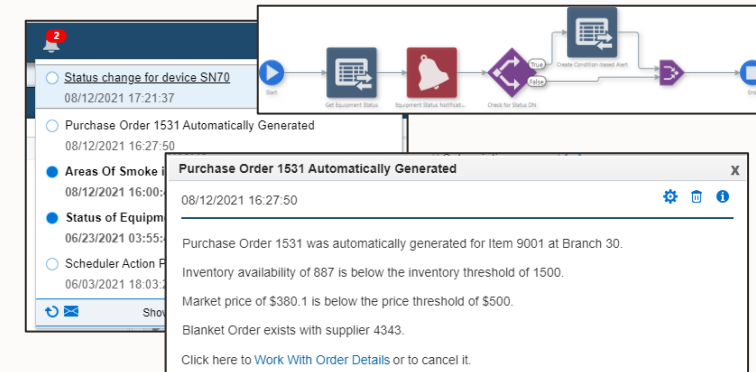 2
Status change for device SN70
08/12/2021 17:21:37
Purchase Order 1531 Automatically Generated
08/12/2021 16:27:50
Areas Of Smoke
08/12/2021 16:00:
Status of
06/23/2021 03:55:
Scheduler Action
06/03/2021 18:03:
Start
Get Equipment Status
Equipment Status
Check for Status DN
True
False
Create Condition-based Alert
End
Purchase Order 1531 Automatically Generated
X
08/12/2021 16:27:50
Purchase Order 1531 was automatically generated for Item 9001 at Branch 30.
Inventory availability of 887 is below the inventory threshold of 1500.
Market price of $380.1 is below the price threshold of $500.
Blanket Order exists with supplier 4343.
Click here to Work With Order Details or to cancel it.